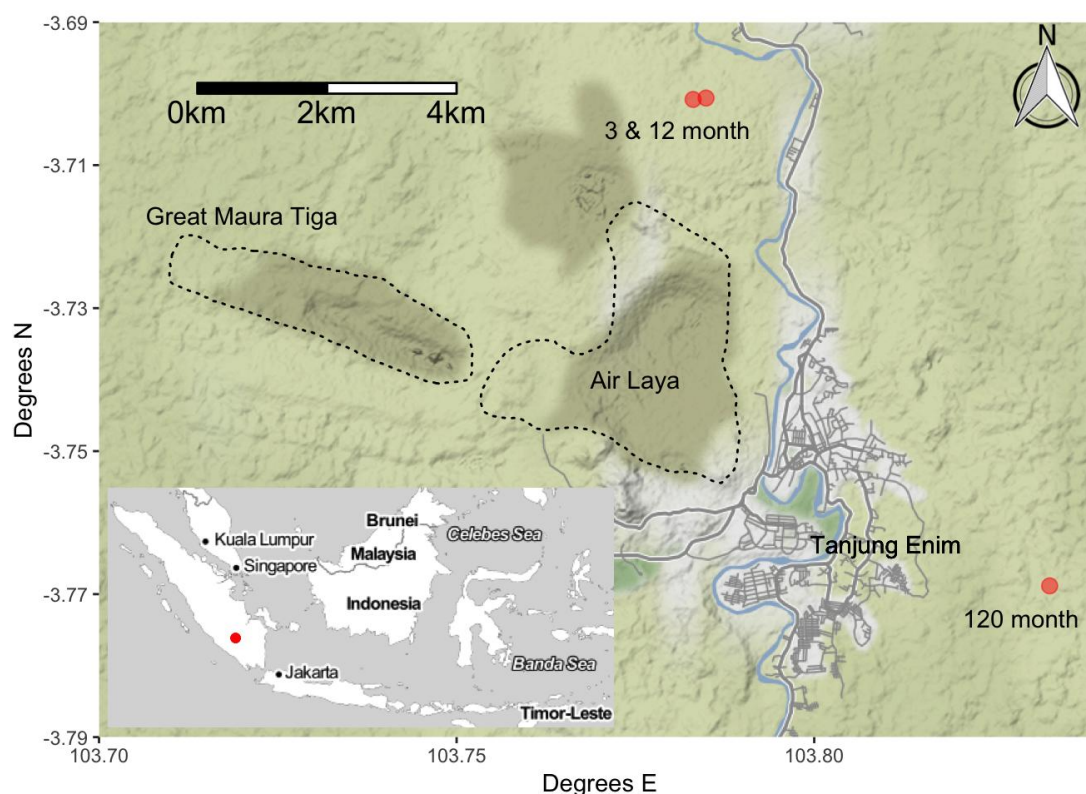 -3.69
-3.71
-3.73
-3.75
-3.77
-3.79
Degrees N
0km 2km 4km
N
3 & 12 month
Great Maura Tiga
Air Laya
Tanjung Enim
120 month
Brunei
Celebes Sea
Kuala Lumpur
Malaysia
Singapore
Indonesia
Banda Sea
Jakarta
Timor-Leste
103.70 103.75 103.80
Degrees E